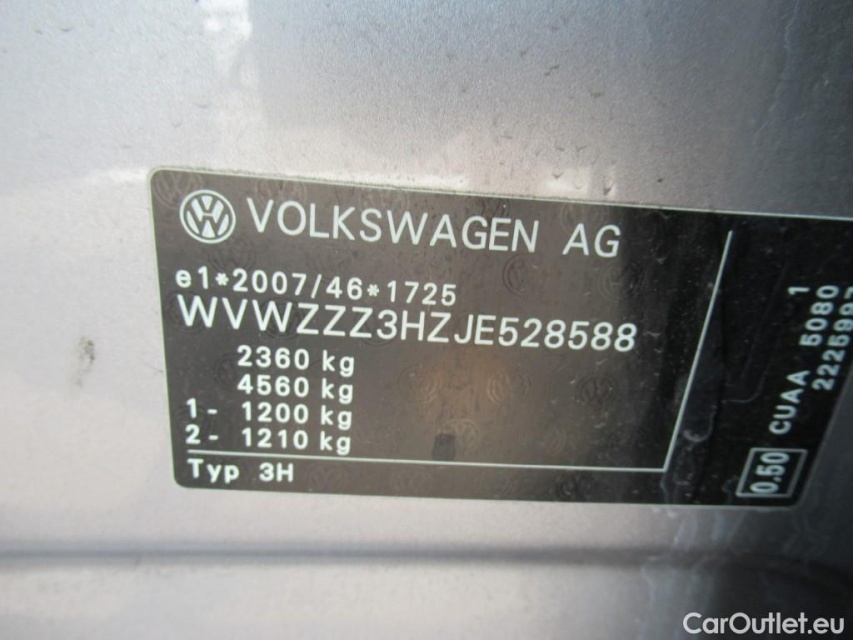 VOLKSWAGEN AG
e1*2007/46*1725
WVWZZZ3HZJE528588
2360 kg
4560 kg
1- 1200 kg
2- 1210 kg
Typ 3H
1
CUAA 5080
0.50
CarOutlet.eu